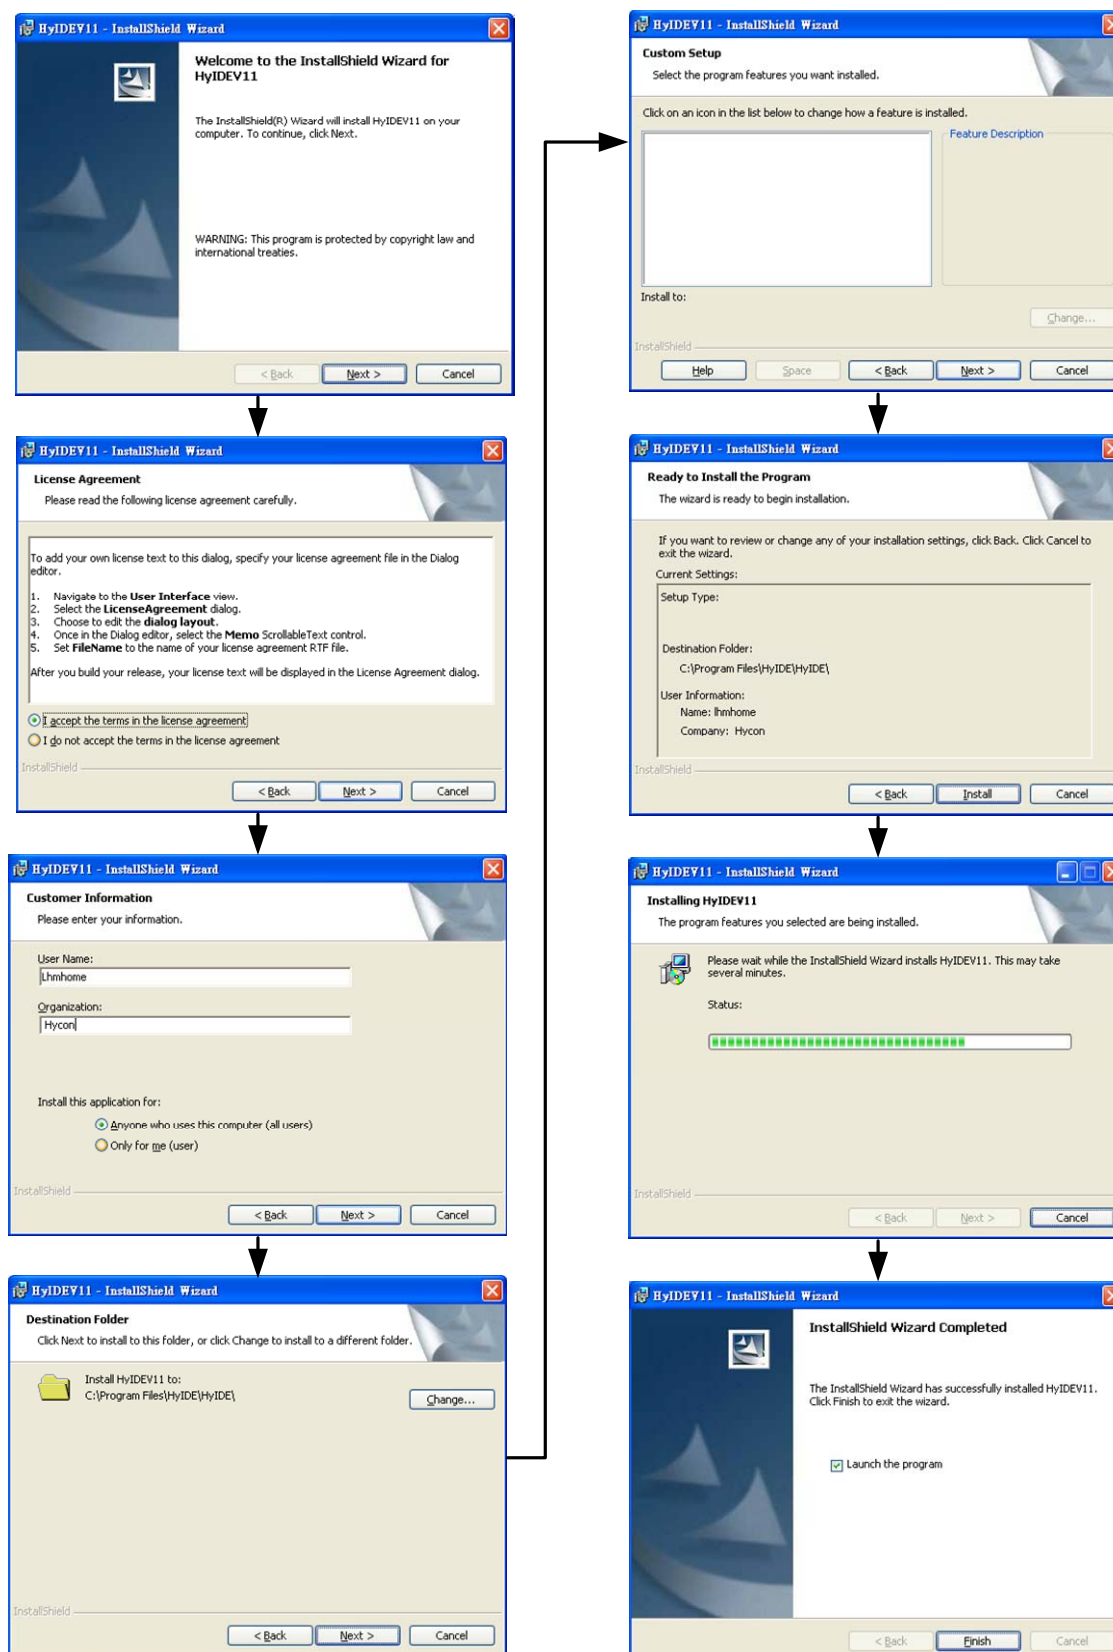 HyIDEV11 - InstallShield Wizard
Welcome to the InstallShield Wizard for
HyIDEV11
The InstallShield(R) Wizard will install HyIDEV11 on your
computer. To continue, click Next.
WARNING: This program is protected by copyright law and
international treaties.
< Back
Next >
Cancel
HyIDEV11 - InstallShield Wizard
License Agreement
Please read the following license agreement carefully.
To add your own license text to this dialog, specify your license agreement file in the Dialog
editor.
1. Navigate to the User Interface view.
2. Select the LicenseAgreement dialog.
3. Choose to edit the dialog layout.
4. Once in the Dialog editor, select the Memo ScrollableText control.
5. Set FileName to the name of your license agreement RTF file.
After you build your release, your license text will be displayed in the License Agreement dialog.
I accept the terms in the license agreement
I do not accept the terms in the license agreement
InstallShield
< Back
Next >
Cancel
HyIDEV11 - InstallShield Wizard
Customer Information
Please enter your information.
User Name:
Lhmhome
Organization:
Hycon
Install this application for:
Anyone who uses this computer (all users)
Only for me (user)
InstallShield
< Back
Next >
Cancel
HyIDEV11 - InstallShield Wizard
Destination Folder
Click Next to install to this folder, or click Change to install to a different folder.
Install HyIDEV11 to:
C:\Program Files\HyIDE\HyIDE\
Change...
InstallShield
< Back
Next >
Cancel
HyIDEV11 - InstallShield Wizard
Custom Setup
Select the program features you want installed.
Click on an icon in the list below to change how a feature is installed.
Feature Description
Install to:
Change...
InstallShield
Help
Space
< Back
Next >
Cancel
HyIDEV11 - InstallShield Wizard
Ready to Install the Program
The wizard is ready to begin installation.
If you want to review or change any of your installation settings, click Back. Click Cancel to
exit the wizard.
Current Settings:
Setup Type:
Destination Folder:
C:\Program Files\HyIDE\HyIDE\
User Information:
Name: lhmhome
Company: Hycon
InstallShield
< Back
Install
Cancel
HyIDEV11 - InstallShield Wizard
Installing HyIDEV11
The program features you selected are being installed.
Please wait while the InstallShield Wizard installs HyIDEV11. This may take
several minutes.
Status:
InstallShield
< Back
Next >
Cancel
HyIDEV11 - InstallShield Wizard
InstallShield Wizard Completed
The InstallShield Wizard has successfully installed HyIDEV11.
Click Finish to exit the wizard.
Launch the program
< Back
Finish
Cancel